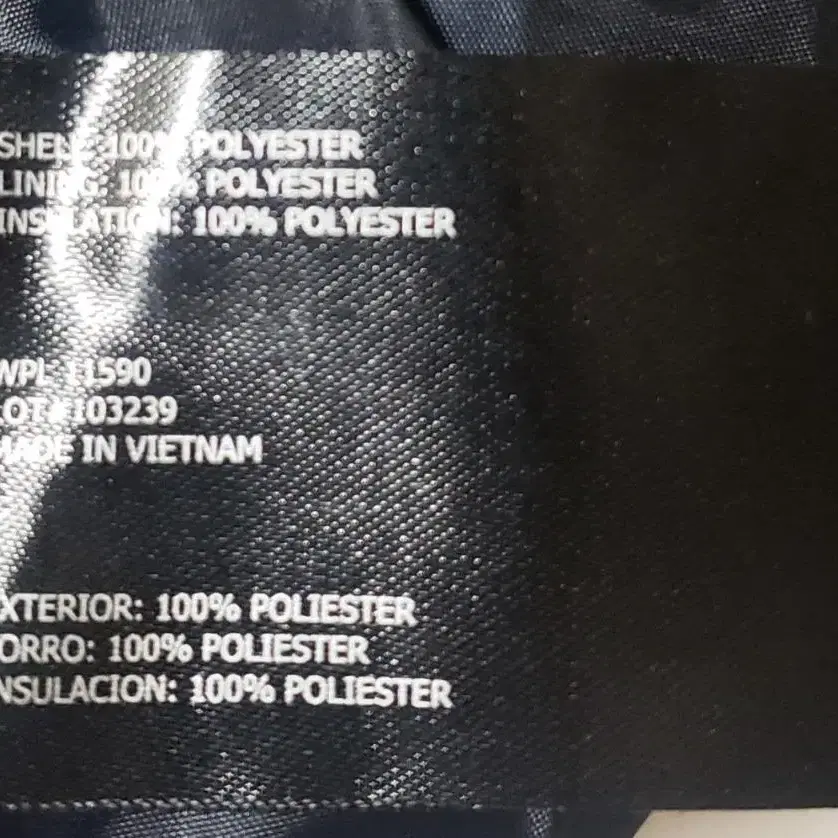 SHELL: 100% POLYESTER
LINING: 100% POLYESTER
INSULATION: 100% POLYESTER
WPL 11590
LOT#103239
MADE IN VIETNAM
EXTERIOR: 100% POLIESTER
FORRO: 100% POLIESTER
INSULACION: 100% POLIESTER